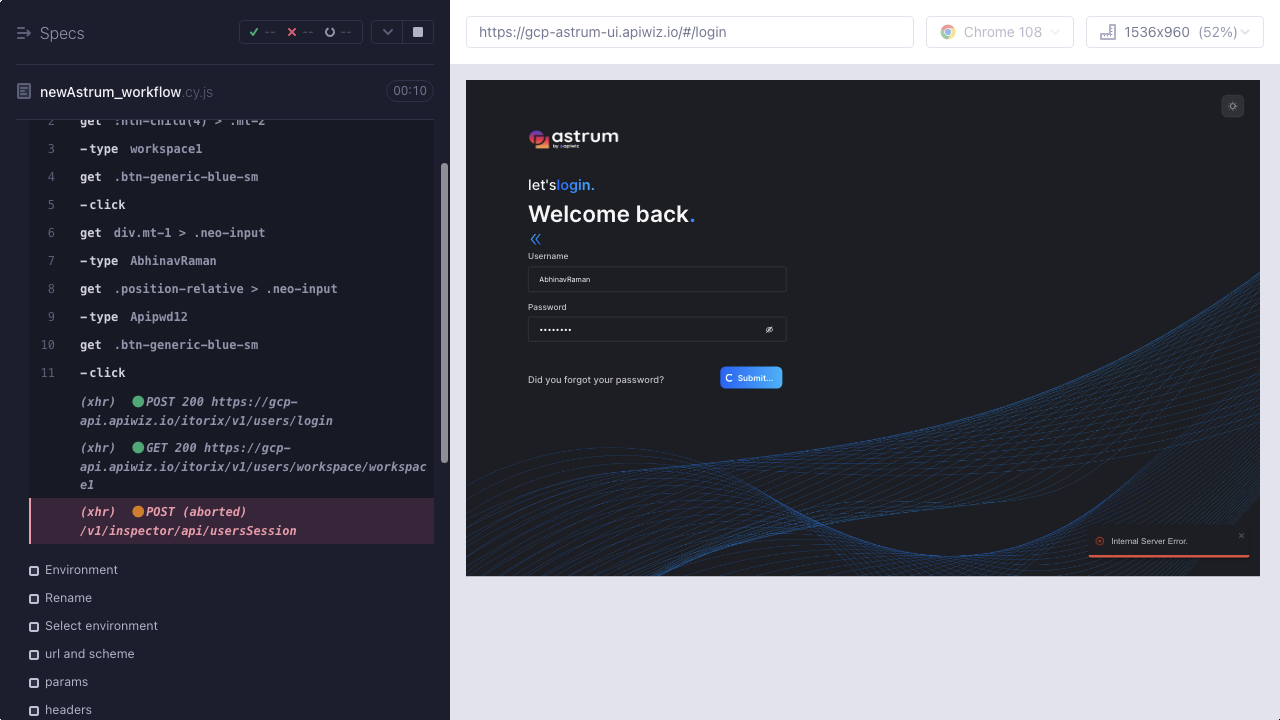 Specs
--
--
--
https://gcp-astrum-ui.apiwiz.io/#/login
Chrome 108
1536x960 (52%)
newAstrum_workflow.cy.js
00:10
2 get :nth-child(4) > .mt-2
3 -type workspace1
4 get .btn-generic-blue-sm
5 -click
6 get div.mt-1 > .neo-input
7 -type AbhinavRaman
8 get .position-relative > .neo-input
9 -type Apipwd12
10 get .btn-generic-blue-sm
11 -click
(xhr) POST 200 https://gcp-
api.apiwiz.io/itorix/v1/users/login
(xhr) GET 200 https://gcp-
api.apiwiz.io/itorix/v1/users/workspace/workspac
e1
(xhr) POST (aborted)
/v1/inspector/api/usersSession
Environment
Rename
Select environment
url and scheme
params
headers
astrum
by apiwiz
let'slogin.
Welcome back.
Username
AbhinavRaman
Password
••••••••
Did you forgot your password?
Submit...
Internal Server Error.